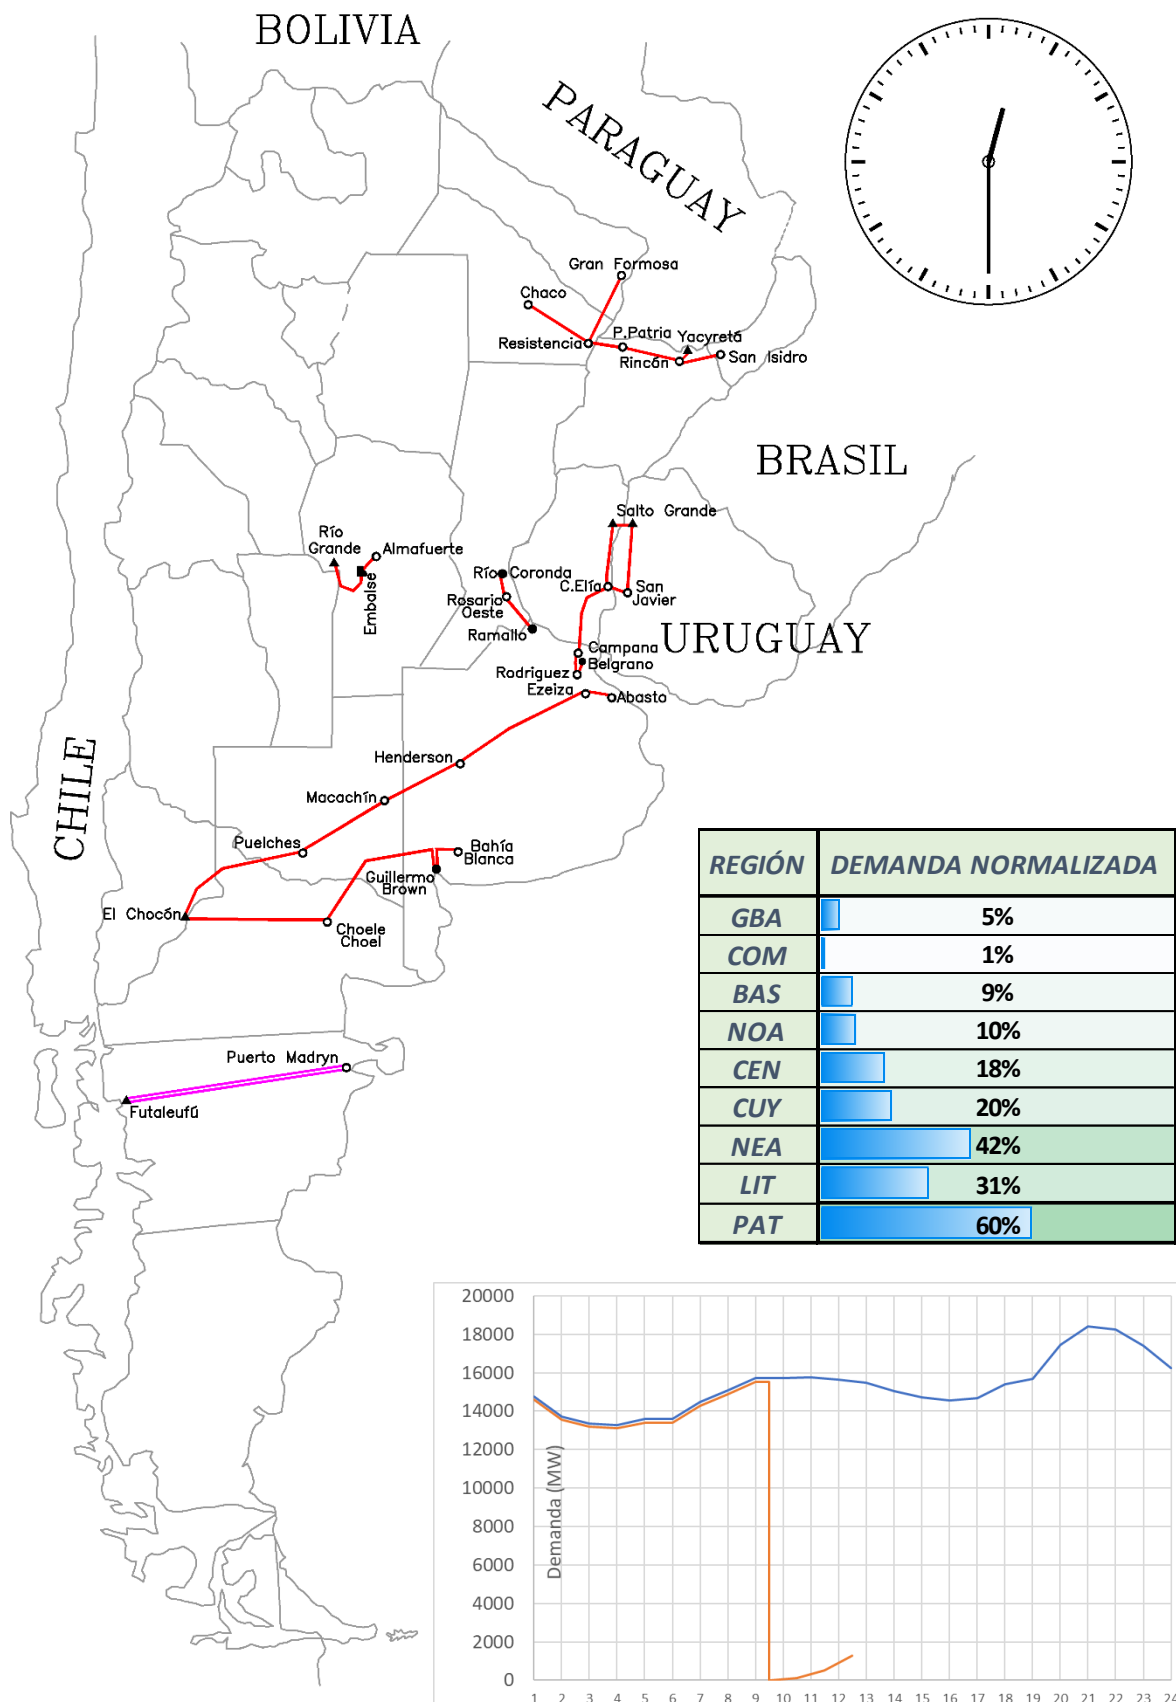 BOLIVIA
PARAGUAY
Gran Formosa
Chaco
Resistencia
P.Patria
Yacyretá
Rincón
San Isidro
BRASIL
Salto Grande
Río
Grande
Almafuerte
Embalse
Río Coronda
Rosario
Oeste
Ramallo
C.Elía
San
Javier
URUGUAY
Campana
Belgrano
Rodriguez
Ezeiza
Abasto
Henderson
CHILE
Macachín
Puelches
Bahía
Blanca
Guillermo
Brown
El Chocón
Choele
Choel
Puerto Madryn
Futaleufú
REGIÓN DEMANDA NORMALIZADA
GBA 5%
COM 1%
BAS 9%
NOA 10%
CEN 18%
CUY 20%
NEA 42%
LIT 31%
PAT 60%
20000
18000
16000
14000
12000
10000
8000
6000
4000
2000
0
Demanda (MW)
1 2 3 4 5 6 7 8 9 10 11 12 13 14 15 16 17 18 19 20 21 22 23 24